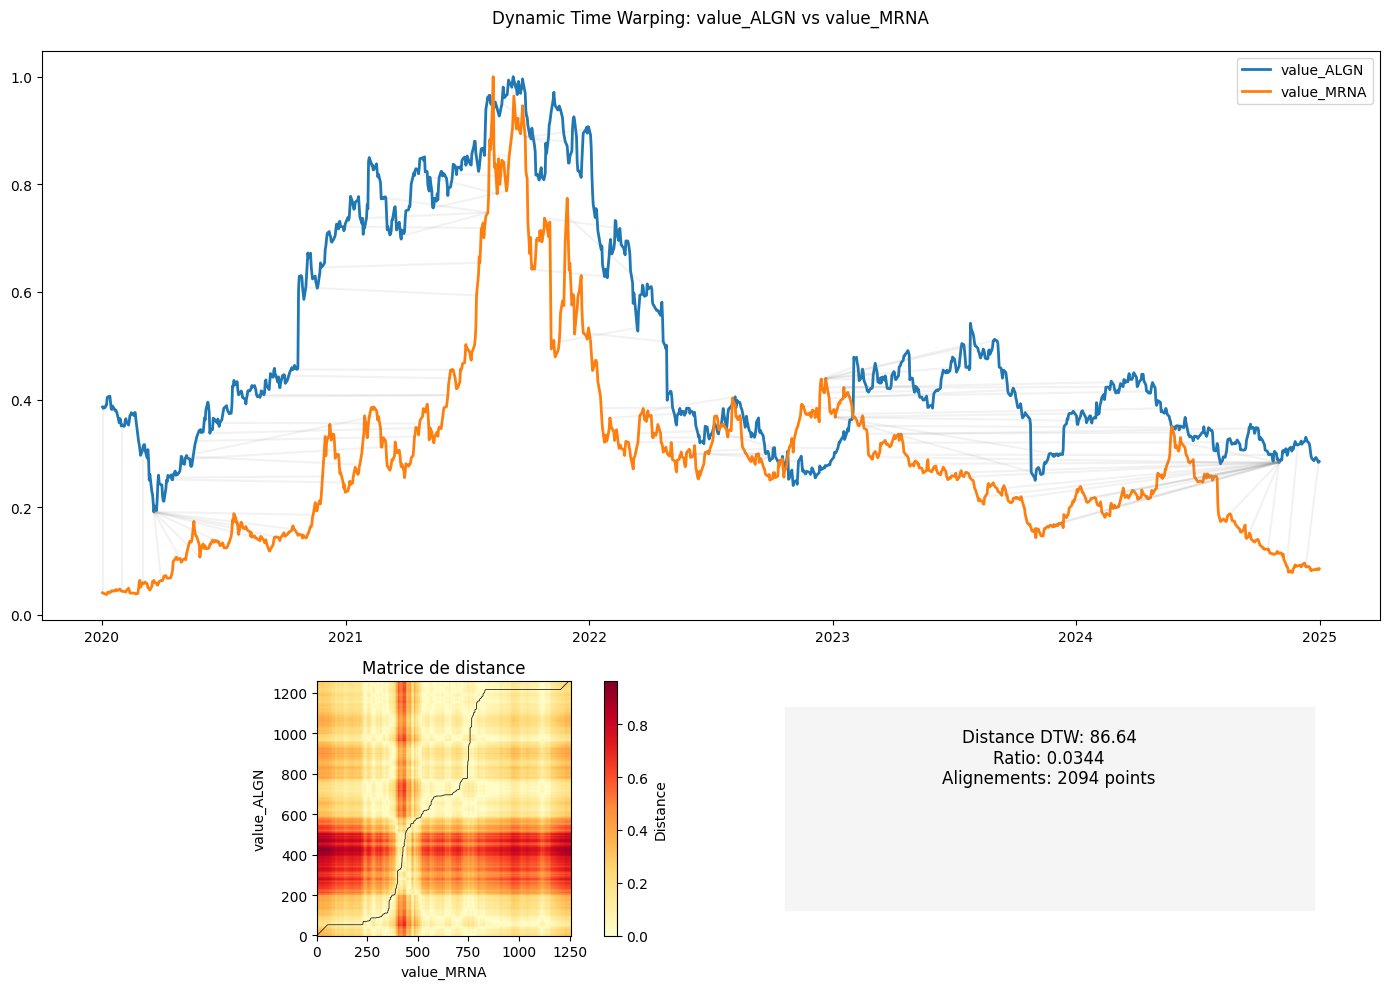 Dynamic Time Warping: value_ALGN vs value_MRNA
value_ALGN
value_MRNA
1.0
0.8
0.6
0.4
0.2
0.0
2020 2021 2022 2023 2024 2025
Matrice de distance
1200
1000
800
600
400
200
0
value_ALGN
0 250 500 750 1000 1250
value_MRNA
0.8
0.6
0.4
0.2
0.0
Distance
Distance DTW: 86.64
Ratio: 0.0344
Alignements: 2094 points